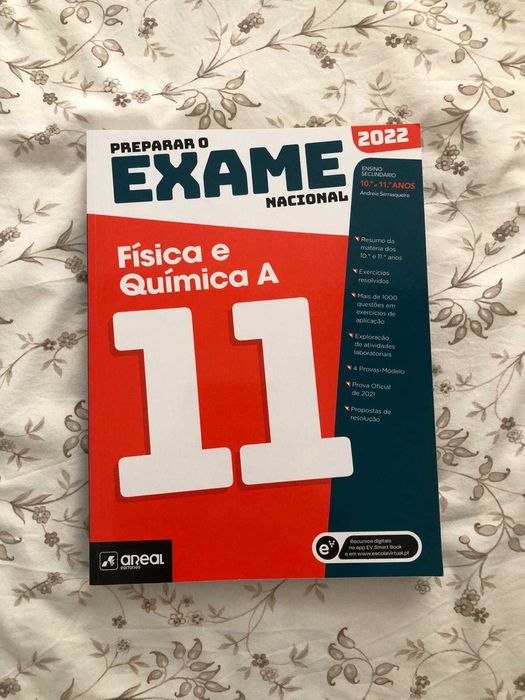 PREPARAR O
EXAME
NACIONAL
2022
ENSINO
SECUNDÁRIO
10.º e 11.º ANOS
Andreia Serrasqueiro
Física e
Química A
11
Resumo da
matéria dos
10.º e 11.º anos
Exercícios
resolvidos
Mais de 1000
questões em
exercícios de
aplicação
Exploração
de atividades
laboratoriais
4 Provas-Modelo
Prova Oficial
de 2021
Propostas de
resolução
areal
editores
e
Recursos digitais
na app EV Smart Book
e em www.escolavirtual.pt